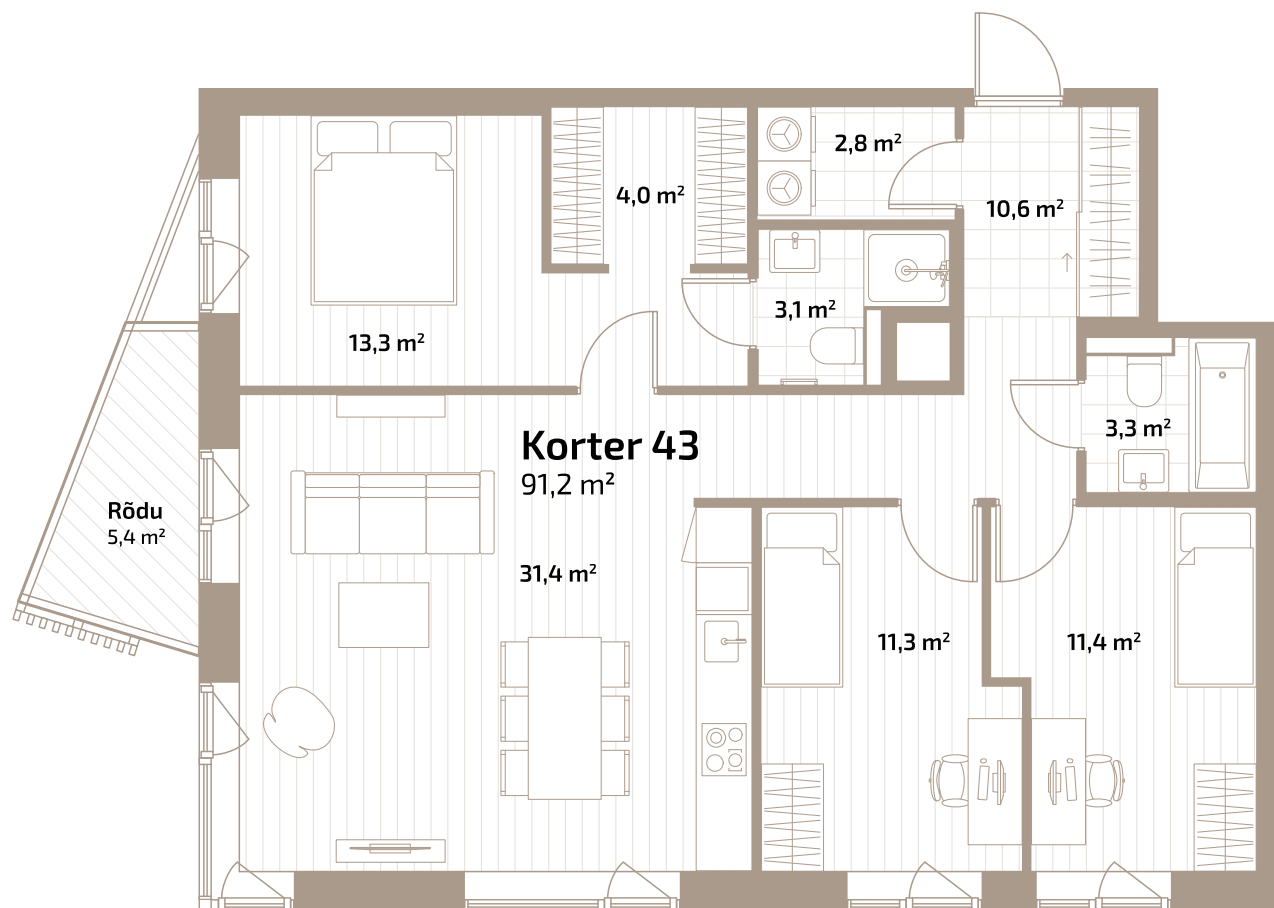 2,8 m²
4,0 m²
10,6 m²
3,1 m²
13,3 m²
3,3 m²
Korter 43
91,2 m²
Rõdu
5,4 m²
31,4 m²
11,3 m²
11,4 m²